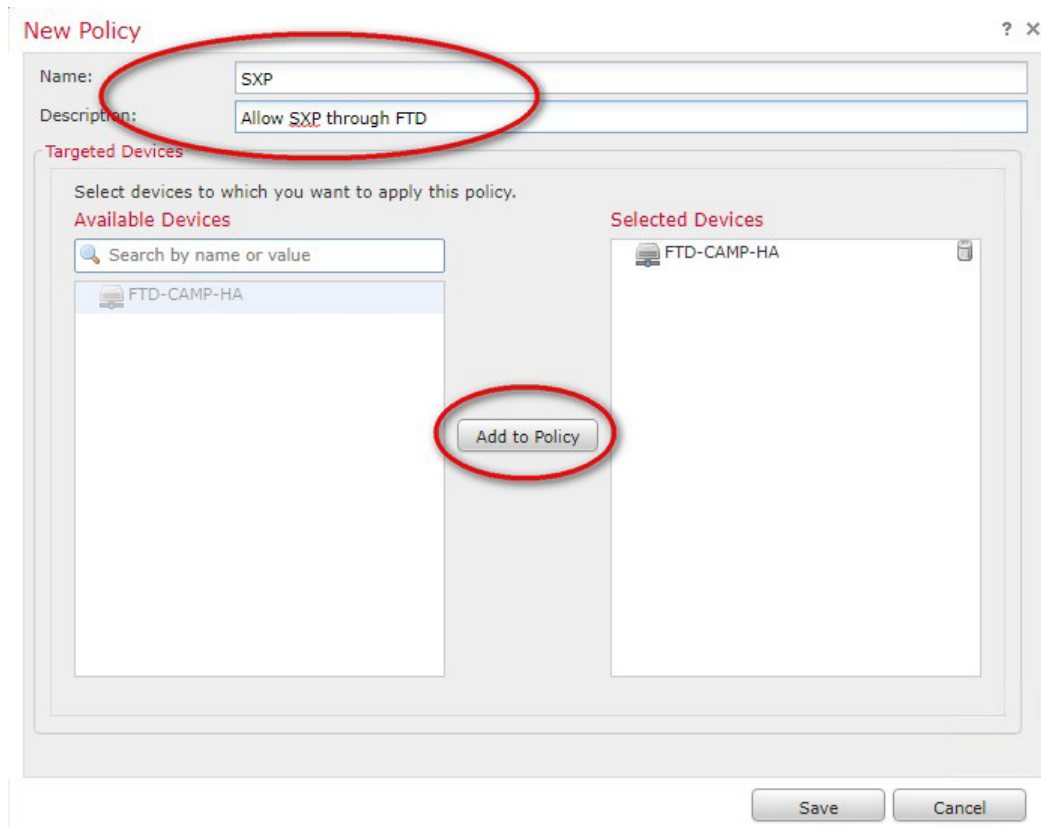 New Policy ? X
Name: SXP
Description: Allow SXP through FTD
Targeted Devices
Select devices to which you want to apply this policy.
Available Devices Selected Devices
Search by name or value FTD-CAMP-HA
FTD-CAMP-HA
Add to Policy
Save Cancel